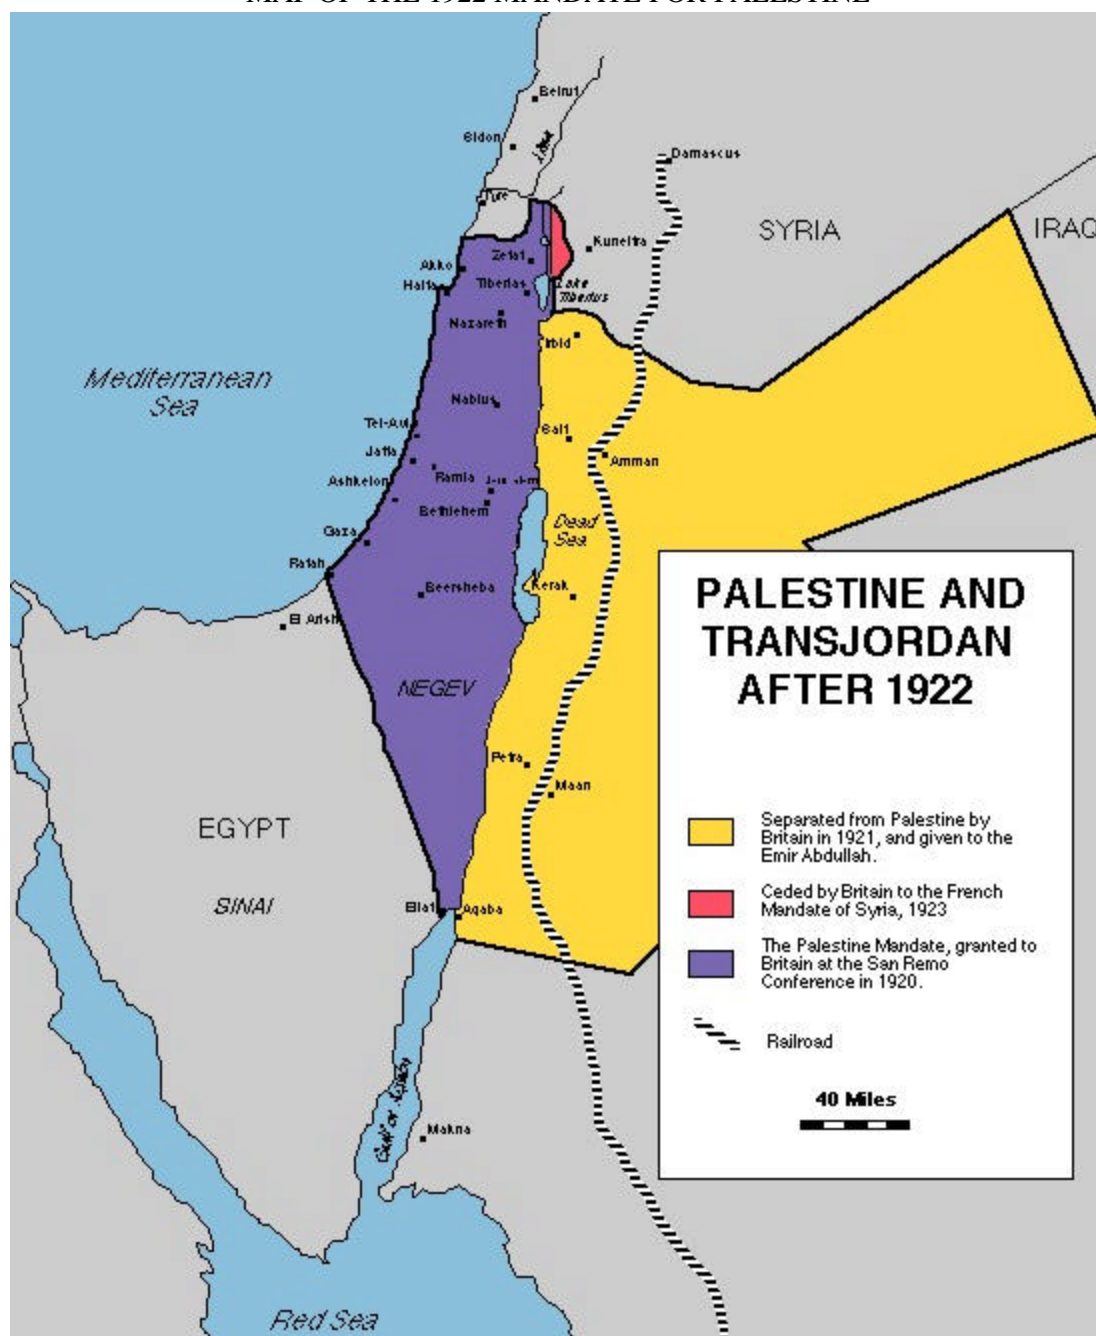 MAP OF THE 1922 MANDATE FOR PALESTINE
Beirut
Sidon
Damascus
Tyre
SYRIA
IRAQ
Kuneitra
Zefat
Akko
Haifa
Tiberias
Lake
Tiberius
Nazareth
Irbid
Mediterranean
Sea
Nablus
Tel-Aviv
Salt
Jaffa
Amman
Ramla
Ashkelon
Bethlehem
Dead
Sea
Gaza
Rafah
Beersheba
Kerak
El Arish
NEGEV
Petra
Maan
EGYPT
SINAI
Eilat
Aqaba
Gulf of Aqaba
Makna
Red Sea
PALESTINE AND
TRANSJORDAN
AFTER 1922
Separated from Palestine by
Britain in 1921, and given to the
Emir Abdullah.
Ceded by Britain to the French
Mandate of Syria, 1923
The Palestine Mandate, granted to
Britain at the San Remo
Conference in 1920.
Railroad
40 Miles